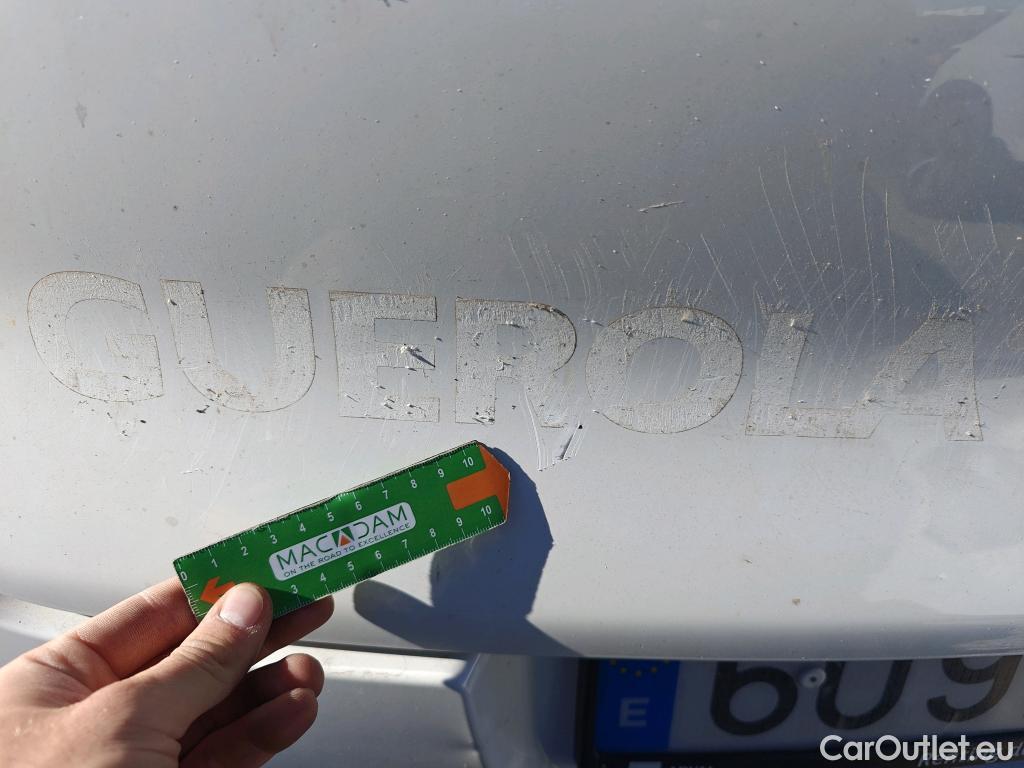 GUEROLA
0 1 2 3 4 5 6 7 8 9 10
MACADAM
ON THE ROAD TO EXCELLENCE
3 4 5 6 7 8 9 10
E 609
CarOutlet.eu